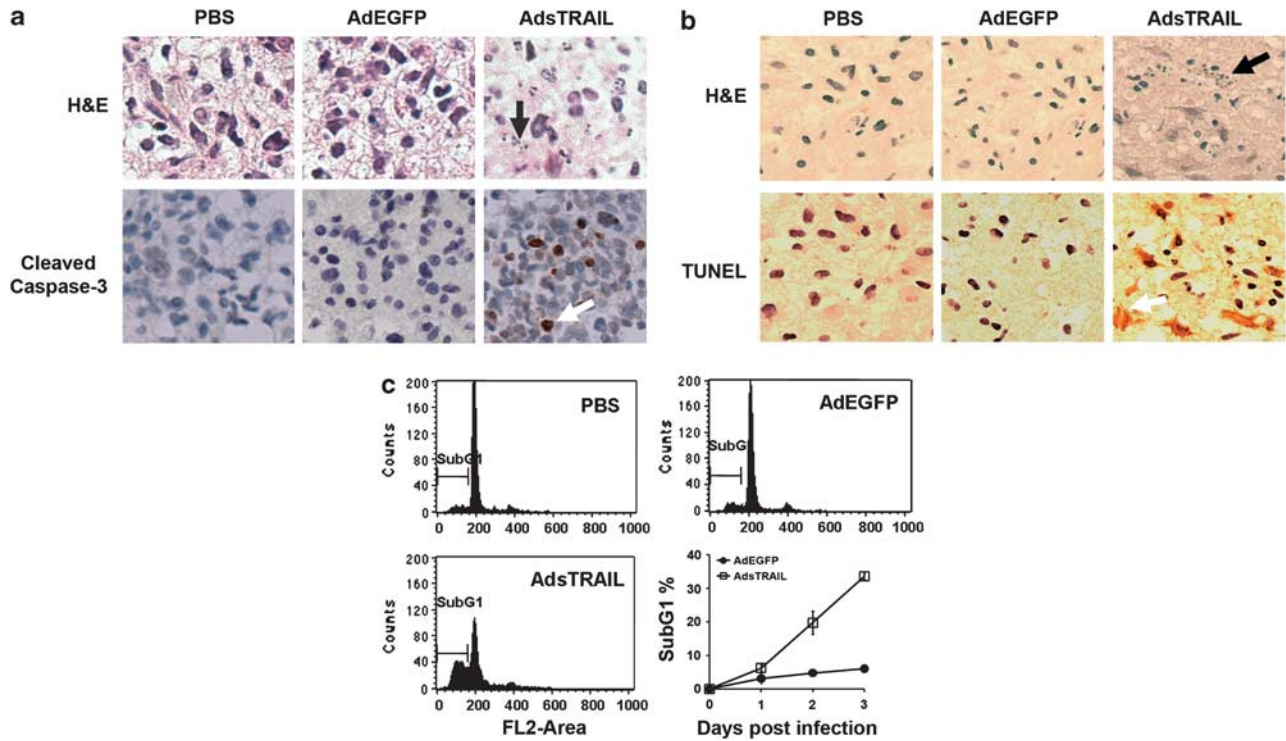 a
PBS AdEGFP AdsTRAIL
H&E
Cleaved
Caspase-3
b
PBS AdEGFP AdsTRAIL
H&E
TUNEL
c
PBS
SubG1
Counts
200
160
120
80
40
0
0 200 400 600 800 1000
AdEGFP
SubG
Counts
200
160
120
80
40
0
0 200 400 600 800 1000
AdsTRAIL
SubG1
Counts
200
160
120
80
40
0
0 200 400 600 800 1000
FL2-Area
AdEGFP
AdsTRAIL
SubG1 %
40
30
20
10
0
0 1 2 3
Days post infection